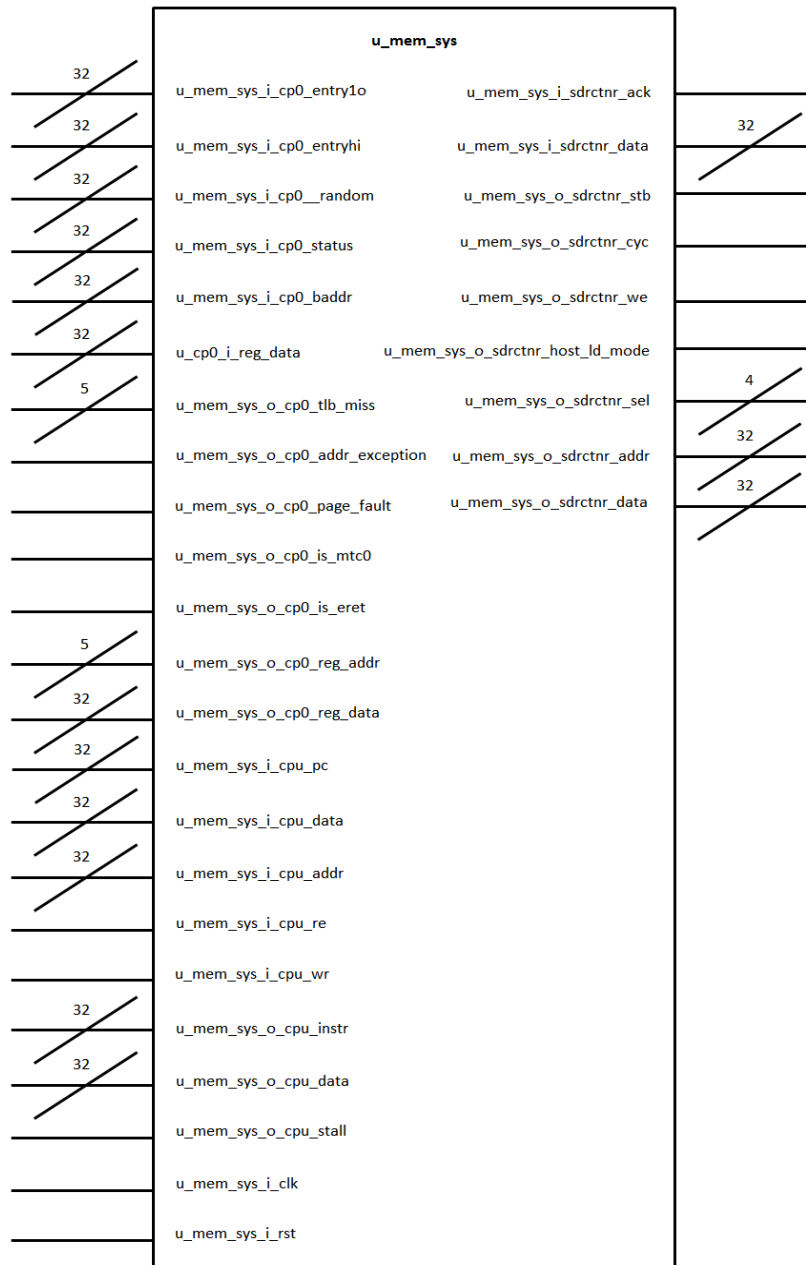 u_mem_sys
32
u_mem_sys_i_cp0_entry1o
u_mem_sys_i_sdrctnr_ack
32
u_mem_sys_i_cp0_entryhi
u_mem_sys_i_sdrctnr_data
32
32
u_mem_sys_i_cp0__random
u_mem_sys_o_sdrctnr_stb
32
u_mem_sys_i_cp0_status
u_mem_sys_o_sdrctnr_cyc
32
u_mem_sys_i_cp0_baddr
u_mem_sys_o_sdrctnr_we
32
u_cp0_i_reg_data
u_mem_sys_o_sdrctnr_host_ld_mode
5
u_mem_sys_o_cp0_tlb_miss
u_mem_sys_o_sdrctnr_sel
4
u_mem_sys_o_cp0_addr_exception
u_mem_sys_o_sdrctnr_addr
32
u_mem_sys_o_cp0_page_fault
u_mem_sys_o_sdrctnr_data
32
u_mem_sys_o_cp0_is_mtc0
u_mem_sys_o_cp0_is_eret
5
u_mem_sys_o_cp0_reg_addr
32
u_mem_sys_o_cp0_reg_data
32
u_mem_sys_i_cpu_pc
32
u_mem_sys_i_cpu_data
32
u_mem_sys_i_cpu_addr
u_mem_sys_i_cpu_re
u_mem_sys_i_cpu_wr
32
u_mem_sys_o_cpu_instr
32
u_mem_sys_o_cpu_data
u_mem_sys_o_cpu_stall
u_mem_sys_i_clk
u_mem_sys_i_rst